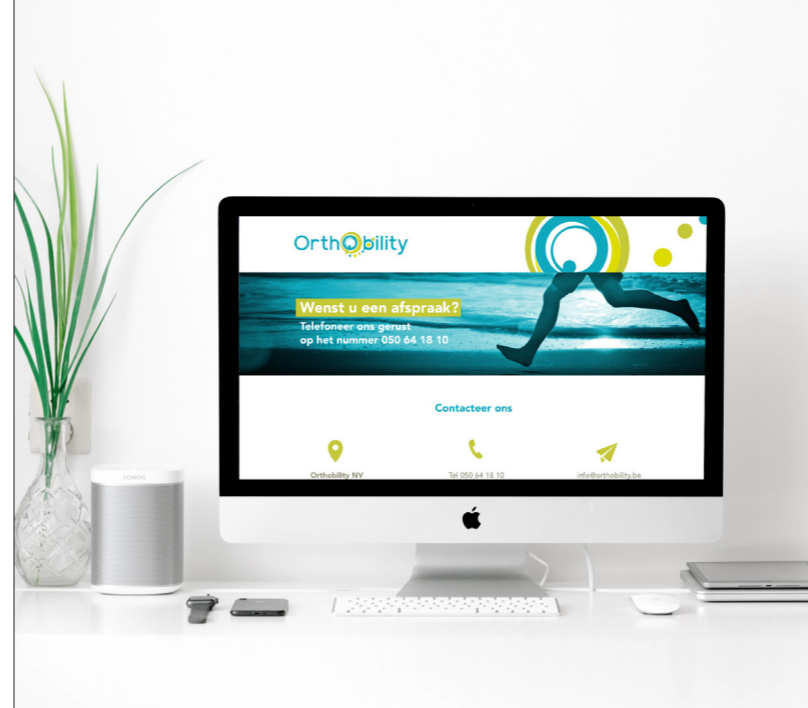 SONOS
OrthObility
Wenst u een afspraak?
Telefoneer ons gerust
op het nummer 050 64 18 10
Contacteer ons
Orthobility NV
Tel 050 64 18 10
info@orthobility.be